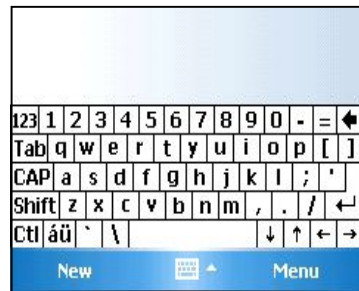 123 1 2 3 4 5 6 7 8 9 0 - = 🡸
Tab q w e r t y u i o p [ ]
CAP a s d f g h j k l ; '
Shift z x c v b n m , . / ↵
Ctl áü ` \ ↓ ↑ ← →
New Menu